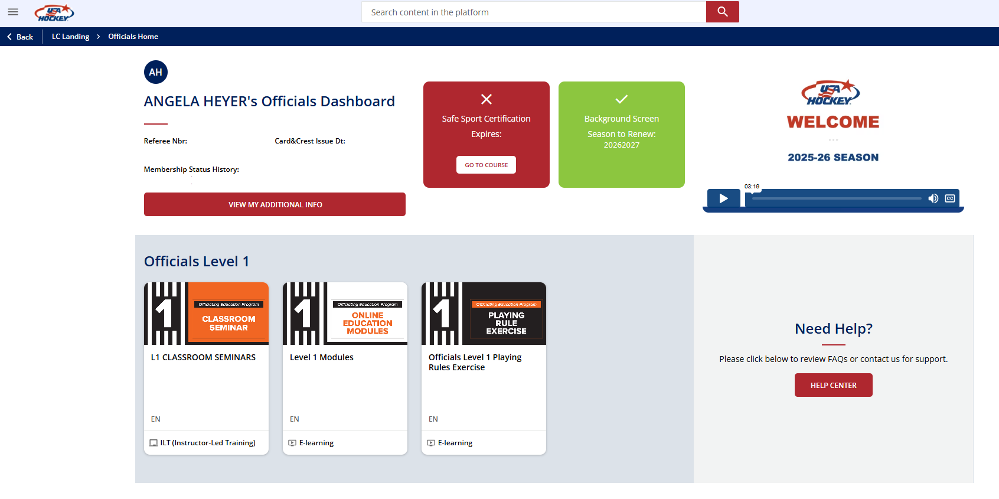 USA
HOCKEY
Search content in the platform
Back
LC Landing
Officials Home
AH
ANGELA HEYER's Officials Dashboard
Referee Nbr:
Card&Crest Issue Dt:
Membership Status History:
VIEW MY ADDITIONAL INFO
Safe Sport Certification
Expires:
GO TO COURSE
Background Screen
Season to Renew:
20262027
USA
HOCKEY
WELCOME
2025-26 SEASON
03:19
CC
Officials Level 1
1
Officiating Education Program
CLASSROOM
SEMINAR
L1 CLASSROOM SEMINARS
EN
ILT (Instructor-Led Training)
1
Officiating Education Program
ONLINE
EDUCATION
MODULES
Level 1 Modules
EN
E-learning
1
Officiating Education Program
PLAYING
RULE
EXERCISE
Officials Level 1 Playing
Rules Exercise
EN
E-learning
Need Help?
Please click below to review FAQs or contact us for support.
HELP CENTER